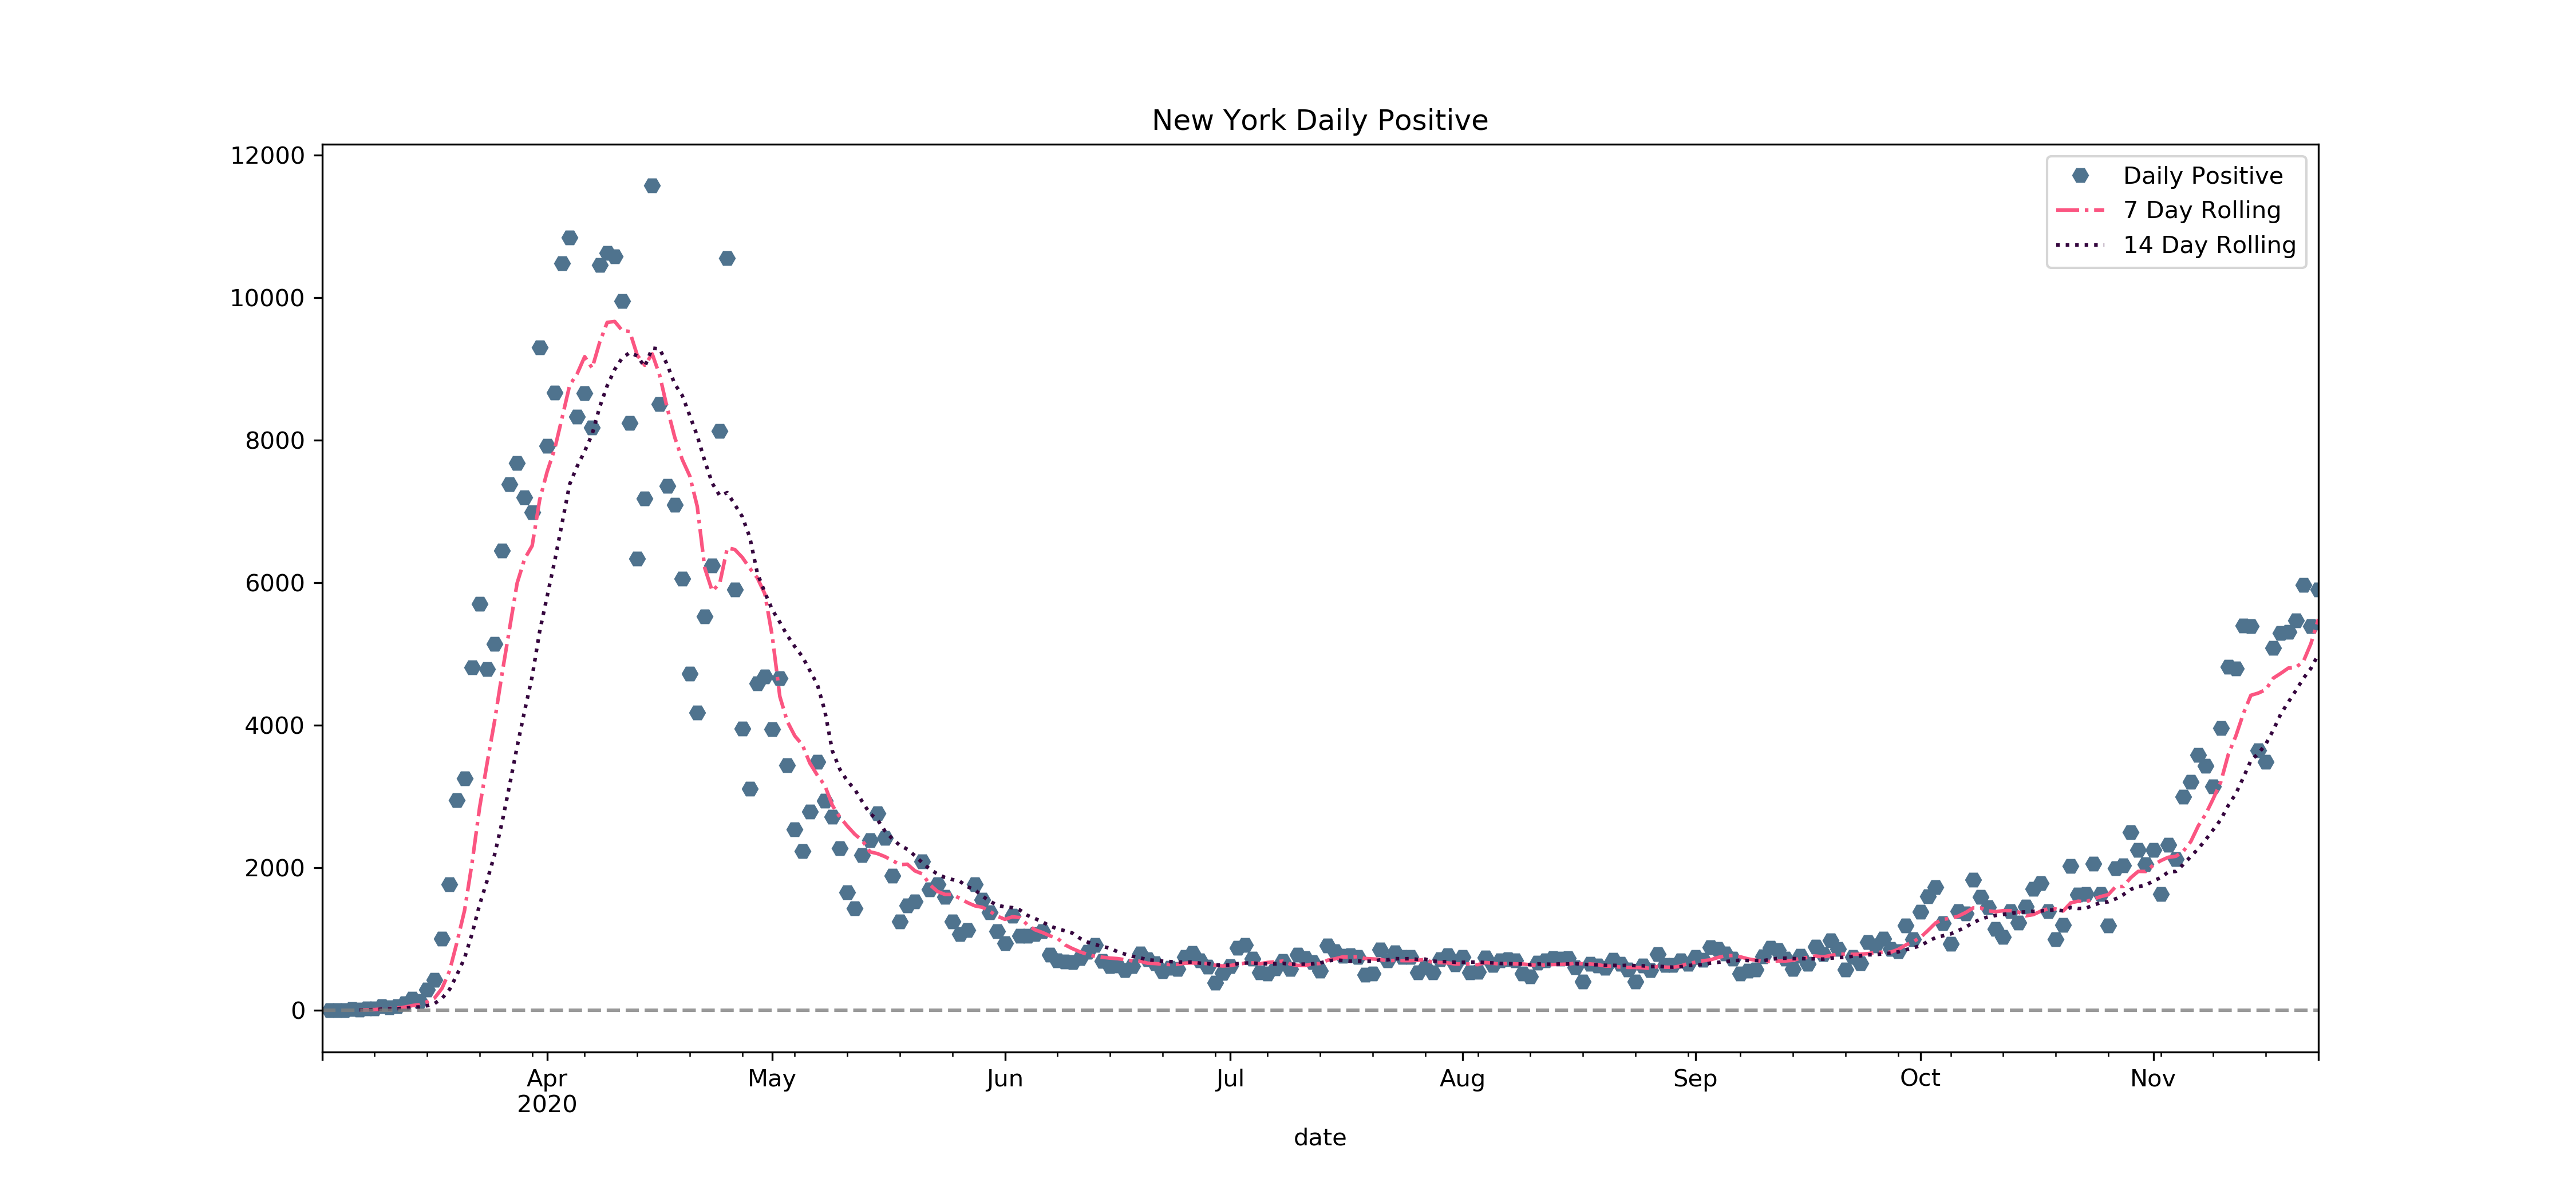 New York Daily Positive
12000
10000
8000
6000
4000
2000
0
Daily Positive
7 Day Rolling
14 Day Rolling
Apr May Jun Jul Aug Sep Oct Nov
2020
date